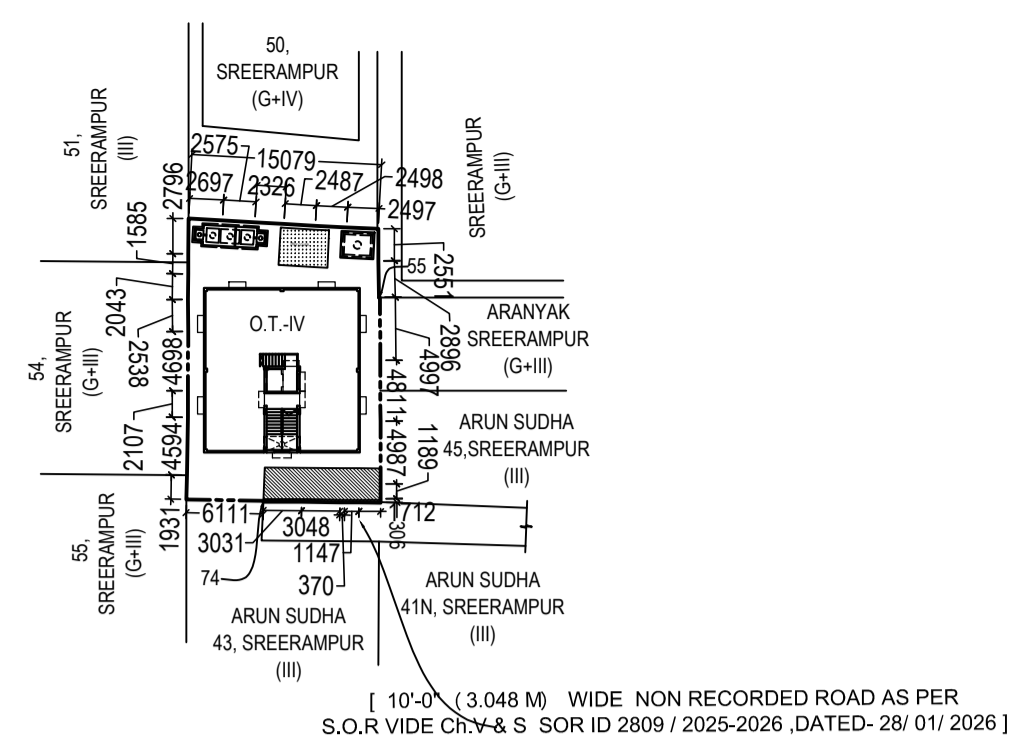 50,
SREERAMPUR
(G+IV)
51,
SREERAMPUR
(III)
SREERAMPUR
(G+III)
2575
15079
2697
2326
2487
2498
2497
2796
1585
2043
2538
4698
2107
4594
1931
55
2551
2896
4997
4811
4987
1189
O.T.-IV
ARANYAK
SREERAMPUR
(G+III)
54,
SREERAMPUR
(G+III)
ARUN SUDHA
45,SREERAMPUR
(III)
55,
SREERAMPUR
(G+III)
6111
3031
3048
1147
370
74
712
306
ARUN SUDHA
43, SREERAMPUR
(III)
ARUN SUDHA
41N, SREERAMPUR
(III)
[ 10'-0" ( 3.048 M) WIDE NON RECORDED ROAD AS PER
S.O.R VIDE Ch.V & S SOR ID 2809 / 2025-2026 ,DATED- 28/ 01/ 2026 ]